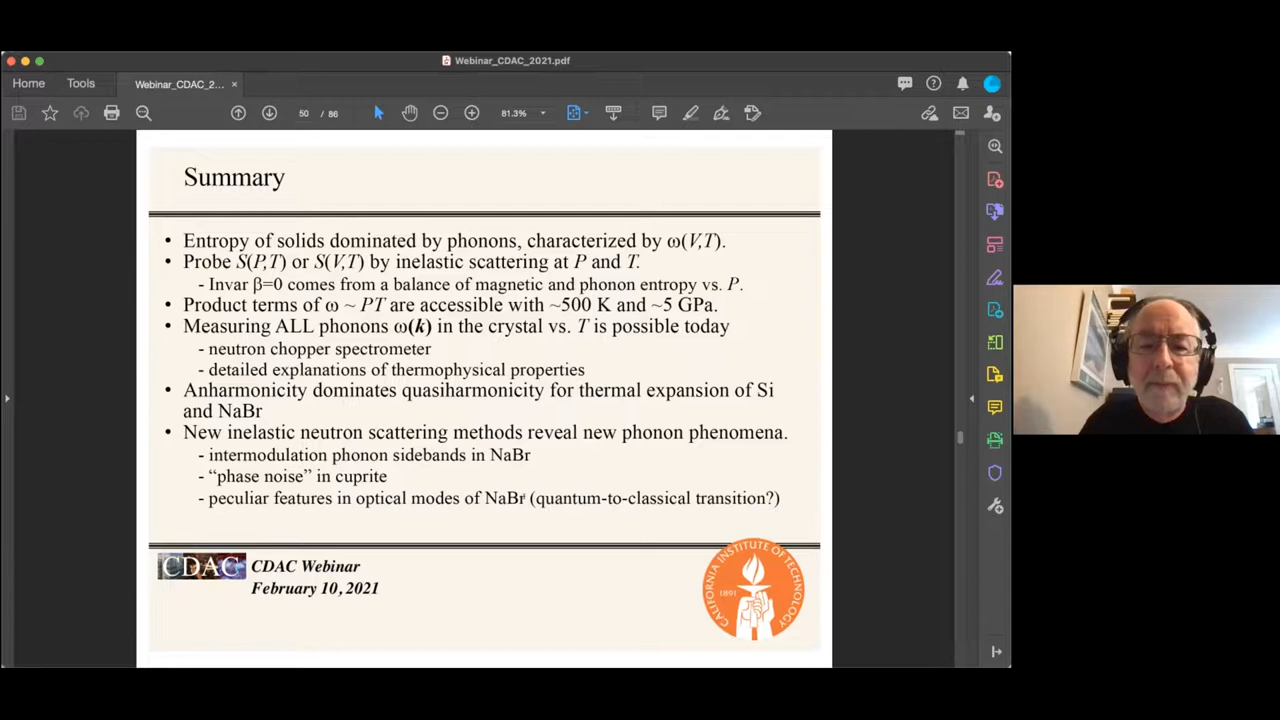 Webinar_CDAC_2021.pdf
Home Tools Webinar_CDAC_2... ×
50 / 86 81.3%
Summary
• Entropy of solids dominated by phonons, characterized by ω(V,T).
• Probe S(P,T) or S(V,T) by inelastic scattering at P and T.
- Invar β=0 comes from a balance of magnetic and phonon entropy vs. P.
• Product terms of ω ~ PT are accessible with ~500 K and ~5 GPa.
• Measuring ALL phonons ω(k) in the crystal vs. T is possible today
- neutron chopper spectrometer
- detailed explanations of thermophysical properties
• Anharmonicity dominates quasiharmonicity for thermal expansion of Si
and NaBr
• New inelastic neutron scattering methods reveal new phonon phenomena.
- intermodulation phonon sidebands in NaBr
- “phase noise” in cuprite
- peculiar features in optical modes of NaBr (quantum-to-classical transition?)
CDAC
CDAC Webinar
February 10, 2021
CALIFORNIA INSTITUTE OF TECHNOLOGY
1891